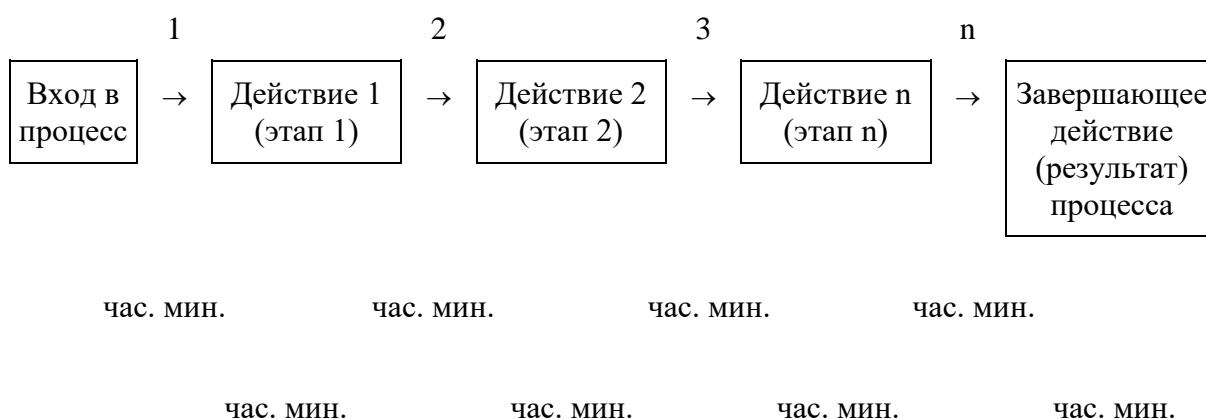 1 2 3 n
Вход в → Действие 1 → Действие 2 → Действие n → Завершающее
процесс (этап 1) (этап 2) (этап n) действие
(результат)
процесса
час. мин. час. мин. час. мин. час. мин.
час. мин. час. мин. час. мин. час. мин.